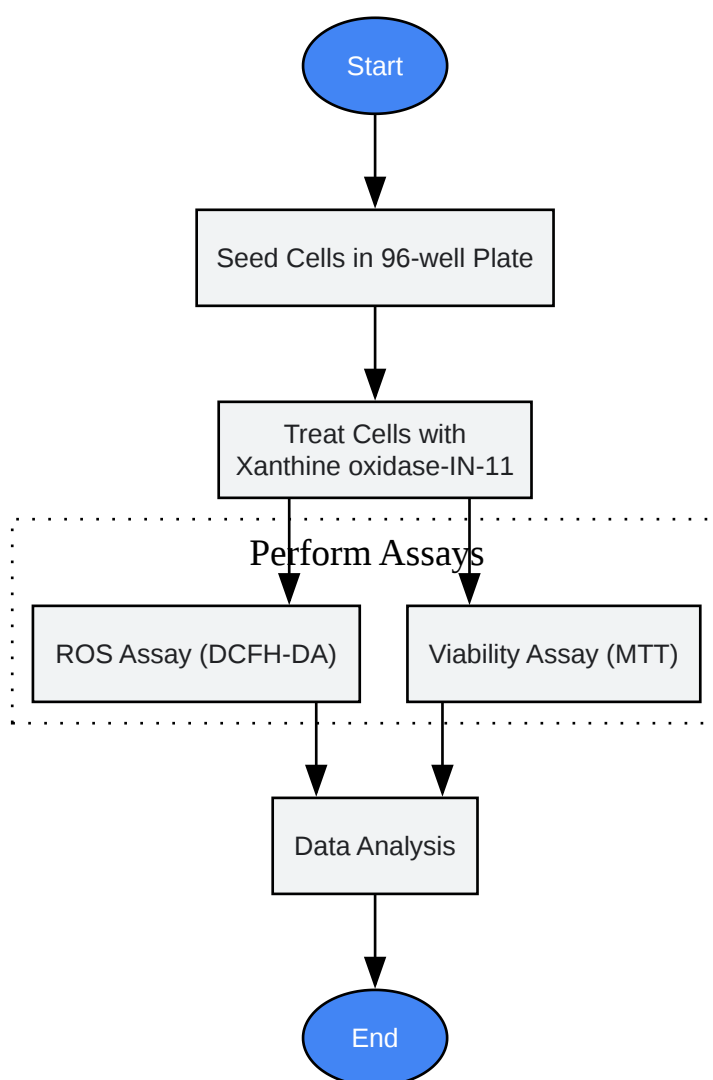 Start
Seed Cells in 96-well Plate
Treat Cells with
Xanthine oxidase-IN-11
Perform Assays
ROS Assay (DCFH-DA)
Viability Assay (MTT)
Data Analysis
End